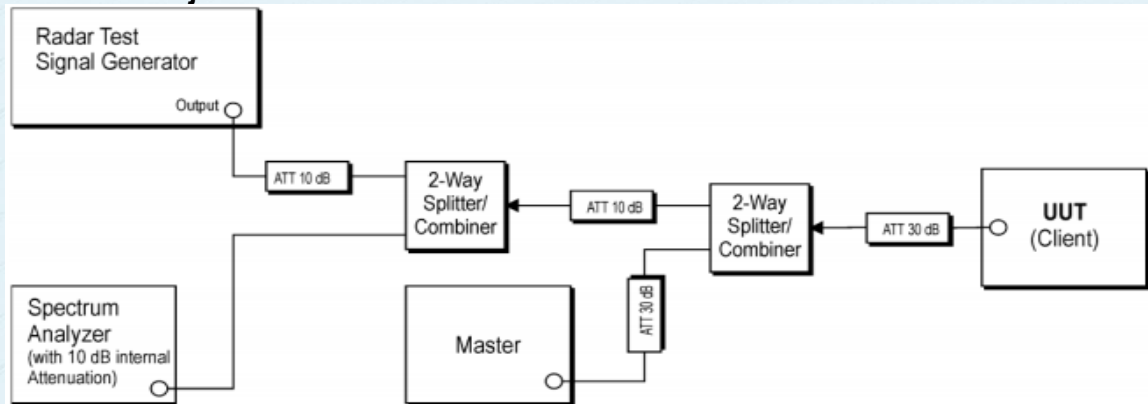 Radar Test
Signal Generator
Output
ATT 10 dB
2-Way
Splitter/
Combiner
ATT 10 dB
2-Way
Splitter/
Combiner
ATT 30 dB
UUT
(Client)
ATT 30 dB
Spectrum
Analyzer
(with 10 dB internal
Attenuation)
Master